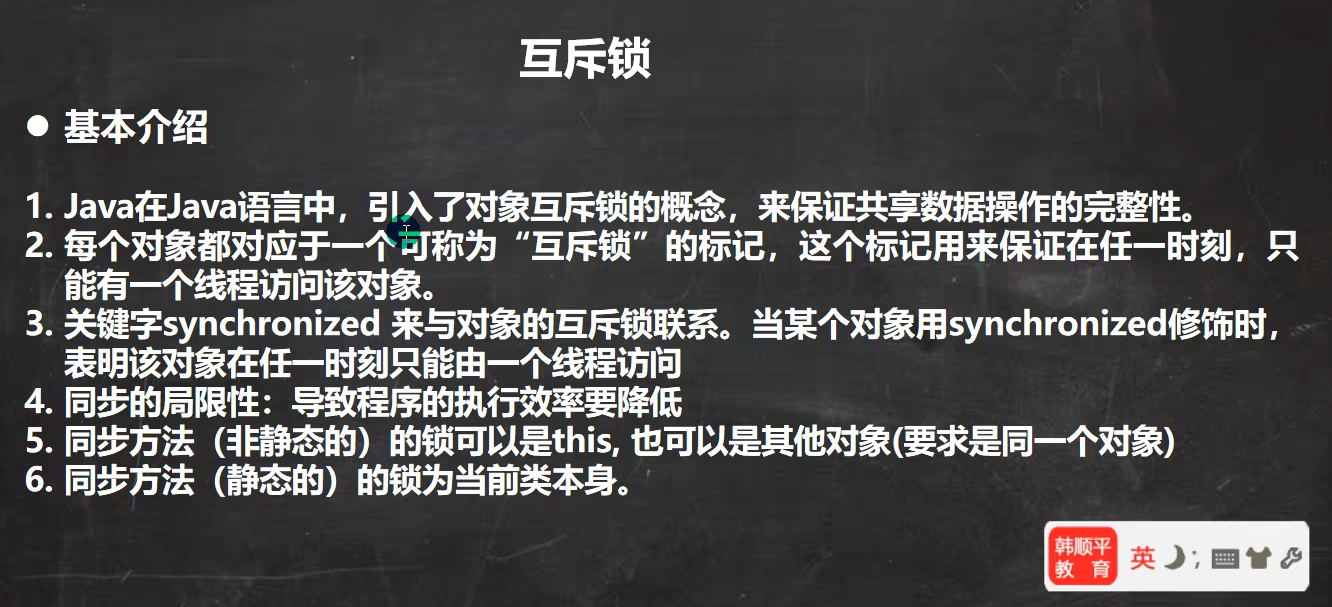 互斥锁
● 基本介绍
1. Java在Java语言中，引入了对象互斥锁的概念，来保证共享数据操作的完整性。
2. 每个对象都对应于一个可称为“互斥锁”的标记，这个标记用来保证在任一时刻，只
能有一个线程访问该对象。
3. 关键字synchronized 来与对象的互斥锁联系。当某个对象用synchronized修饰时，
表明该对象在任一时刻只能由一个线程访问
4. 同步的局限性：导致程序的执行效率要降低
5. 同步方法（非静态的）的锁可以是this, 也可以是其他对象(要求是同一个对象)
6. 同步方法（静态的）的锁为当前类本身。
韩顺平
教 育
英